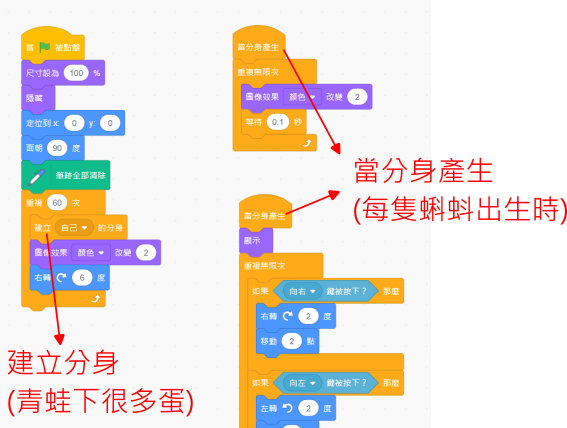 當 被點擊
尺寸設為 100 %
隱藏
定位到 x: 0 y: 0
面朝 90 度
筆跡全部清除
重複 60 次
建立 自己 的分身
圖像效果 顏色 改變 2
右轉 6 度
建立分身
(青蛙下很多蛋)
當分身產生
重複無限次
圖像效果 顏色 改變 2
等待 0.1 秒
當分身產生
(每隻蝌蚪出生時)
當分身產生
顯示
重複無限次
如果 向右 鍵被按下? 那麼
右轉 2 度
移動 2 點
如果 向左 鍵被按下? 那麼
左轉 2 度